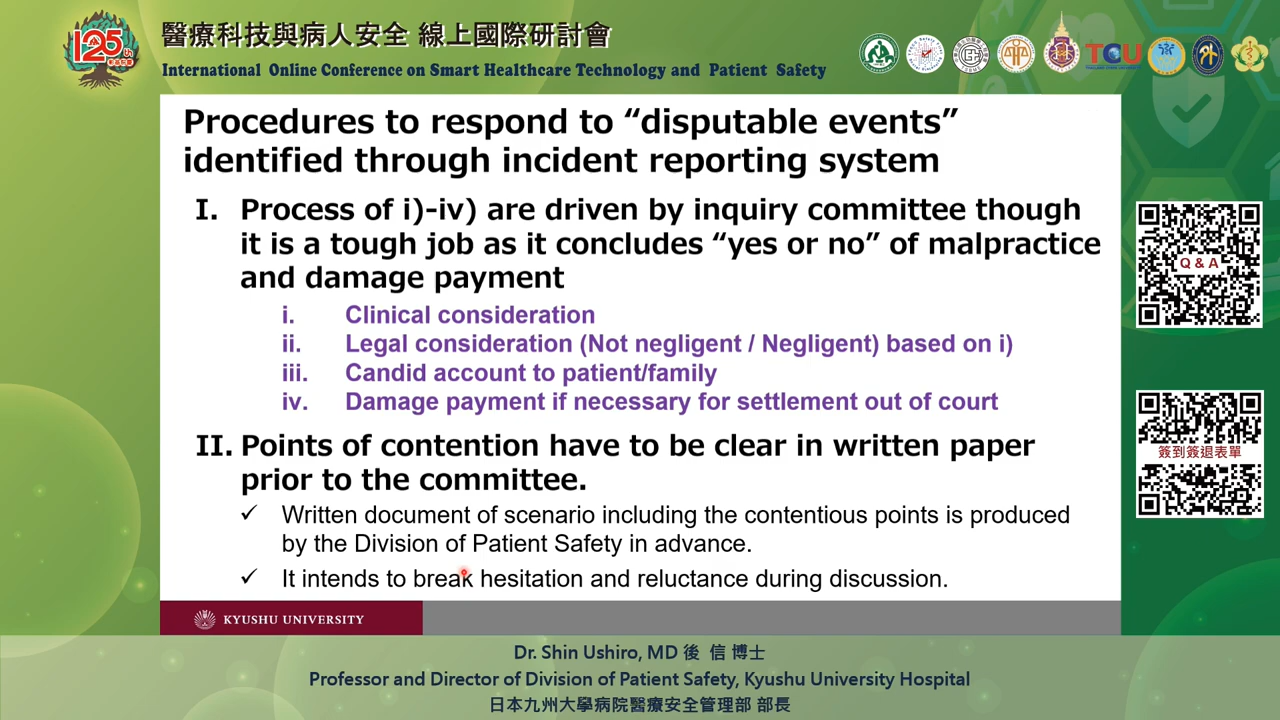 125
醫療科技與病人安全 線上國際研討會
International Online Conference on Smart Healthcare Technology and Patient Safety
TCU
Procedures to respond to “disputable events”
identified through incident reporting system
I. Process of i)-iv) are driven by inquiry committee though
it is a tough job as it concludes “yes or no” of malpractice
and damage payment
i. Clinical consideration
ii. Legal consideration (Not negligent / Negligent) based on i)
iii. Candid account to patient/family
iv. Damage payment if necessary for settlement out of court
II. Points of contention have to be clear in written paper
prior to the committee.
✓ Written document of scenario including the contentious points is produced
by the Division of Patient Safety in advance.
✓ It intends to break hesitation and reluctance during discussion.
Q & A
簽到簽退表單
KYUSHU UNIVERSITY
Dr. Shin Ushiro, MD 後 信 博士
Professor and Director of Division of Patient Safety, Kyushu University Hospital
日本九州大學病院醫療安全管理部 部長